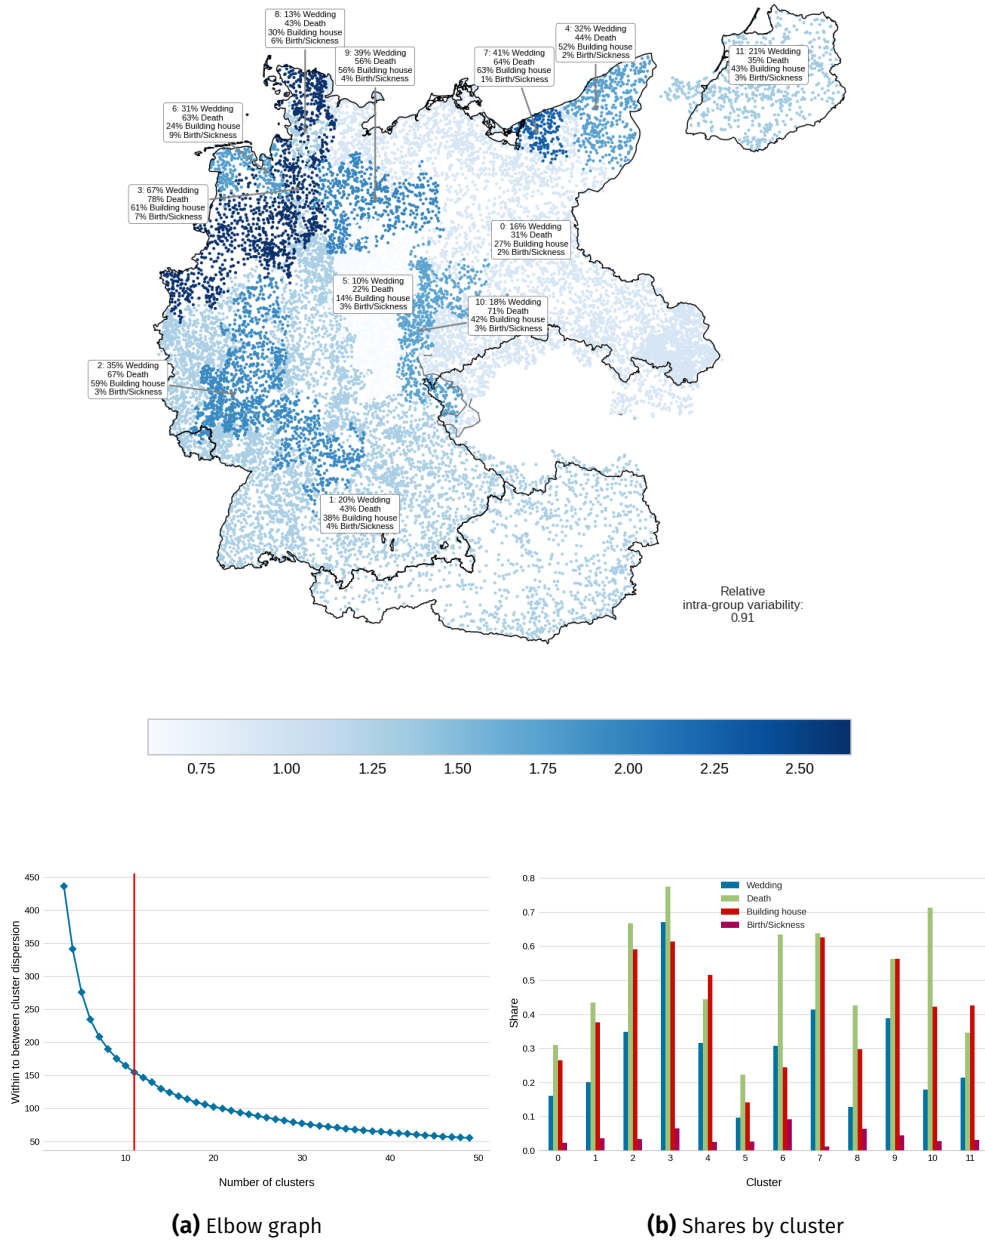 8: 13% Wedding
43% Death
30% Building house
6% Birth/Sickness
9: 39% Wedding
56% Death
56% Building house
4% Birth/Sickness
7: 41% Wedding
64% Death
63% Building house
1% Birth/Sickness
4: 32% Wedding
44% Death
52% Building house
2% Birth/Sickness
11: 21% Wedding
35% Death
43% Building house
3% Birth/Sickness
6: 31% Wedding
63% Death
24% Building house
9% Birth/Sickness
3: 67% Wedding
78% Death
61% Building house
7% Birth/Sickness
0: 16% Wedding
31% Death
27% Building house
2% Birth/Sickness
5: 10% Wedding
22% Death
14% Building house
3% Birth/Sickness
10: 18% Wedding
71% Death
42% Building house
3% Birth/Sickness
2: 35% Wedding
67% Death
59% Building house
3% Birth/Sickness
1: 20% Wedding
43% Death
38% Building house
4% Birth/Sickness
Relative
intra-group variability:
0.91
0.75 1.00 1.25 1.50 1.75 2.00 2.25 2.50
Within to between cluster dispersion
450
400
350
300
250
200
150
100
50
10 20 30 40 50
Number of clusters
(a) Elbow graph
Share
0.8
0.7
0.6
0.5
0.4
0.3
0.2
0.1
0.0
Wedding
Death
Building house
Birth/Sickness
0 1 2 3 4 5 6 7 8 9 10 11
Cluster
(b) Shares by cluster